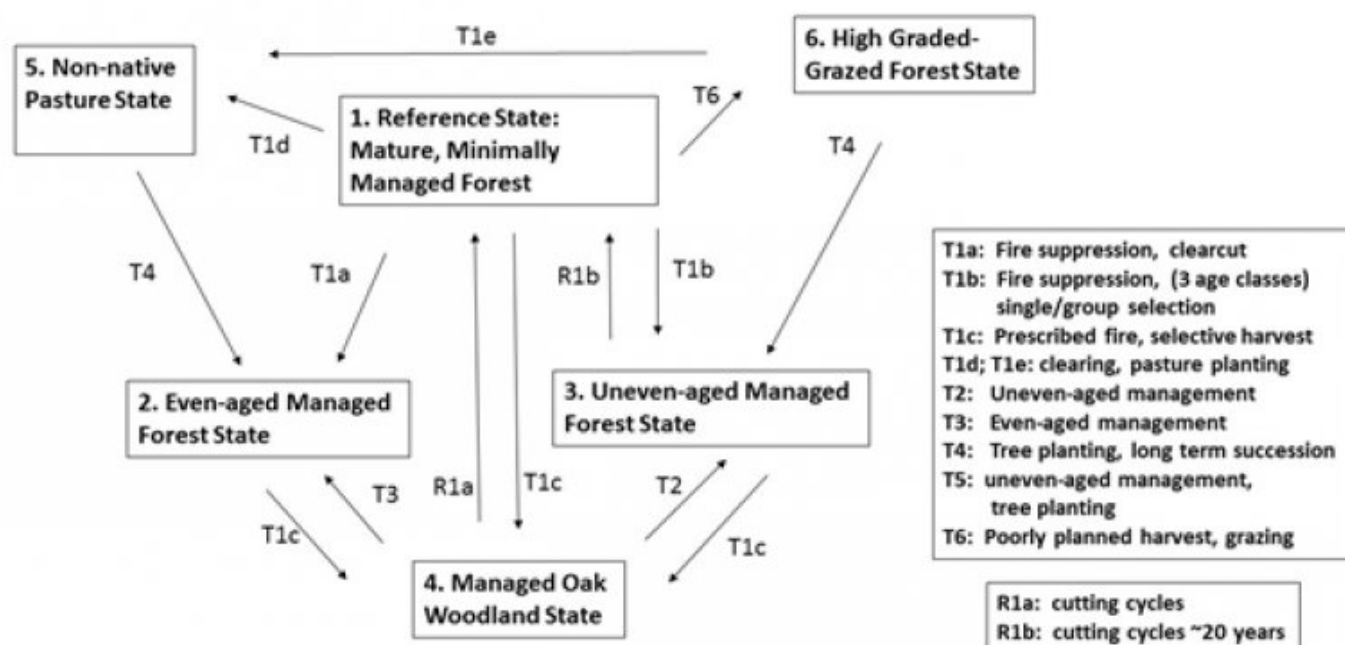 T1e
6. High Graded-
Grazed Forest State
5. Non-native
Pasture State
T6
1. Reference State:
Mature, Minimally
Managed Forest
T1d
T4
T4
T1a
R1b
T1b
T1a: Fire suppression, clearcut
T1b: Fire suppression, (3 age classes)
single/group selection
T1c: Prescribed fire, selective harvest
T1d; T1e: clearing, pasture planting
T2: Uneven-aged management
T3: Even-aged management
T4: Tree planting, long term succession
T5: uneven-aged management,
tree planting
T6: Poorly planned harvest, grazing
2. Even-aged Managed
Forest State
3. Uneven-aged Managed
Forest State
T3
R1a
T1c
T2
T1c
T1c
4. Managed Oak
Woodland State
R1a: cutting cycles
R1b: cutting cycles ~20 years